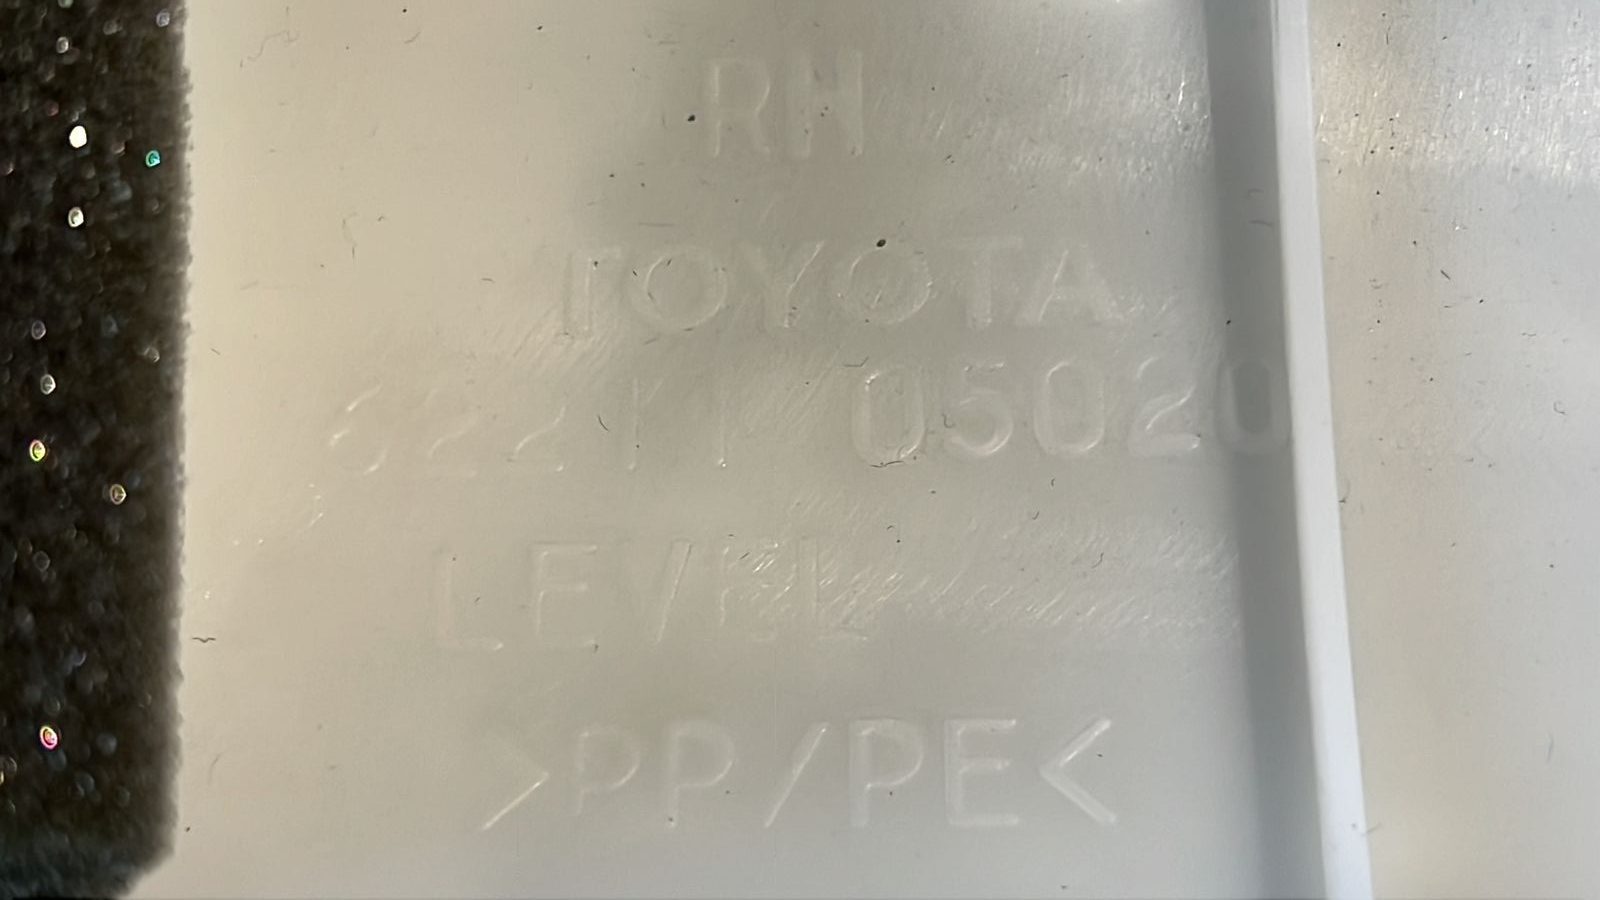 RH
TOYOTA
62211-05020
LEVEL
>PP/PE<